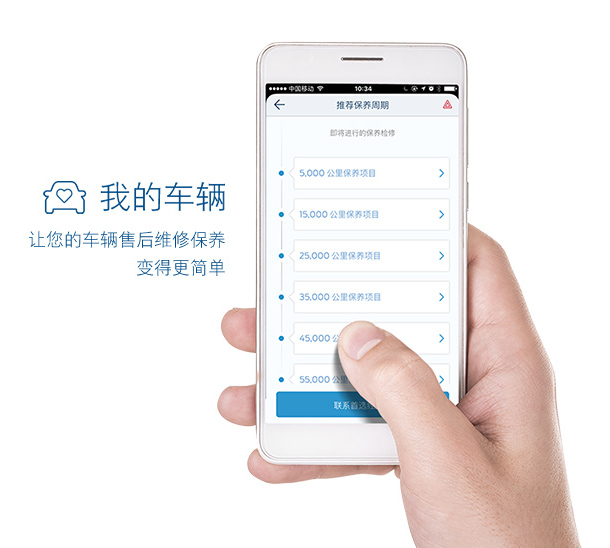 中国移动
10:34
推荐保养周期
即将进行的保养检修
5,000 公里保养项目
15,000 公里保养项目
25,000 公里保养项目
35,000 公里保养项目
45,000
55,000 公里
联系首选
我的车辆
让您的车辆售后维修保养
变得更简单